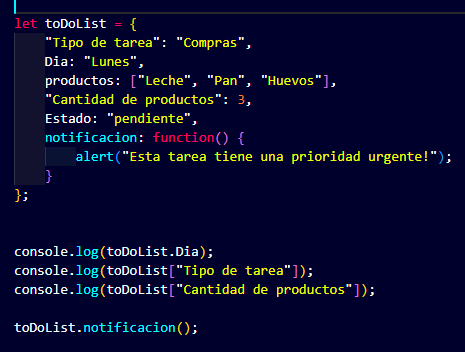 let toDoList = {
    "Tipo de tarea": "Compras",
    Dia: "Lunes",
    productos: ["Leche", "Pan", "Huevos"],
    "Cantidad de productos": 3,
    Estado: "pendiente",
    notificacion: function() {
        alert("Esta tarea tiene una prioridad urgente!");
    }
};
console.log(toDoList.Dia);
console.log(toDoList["Tipo de tarea"]);
console.log(toDoList["Cantidad de productos"]);
toDoList.notificacion();